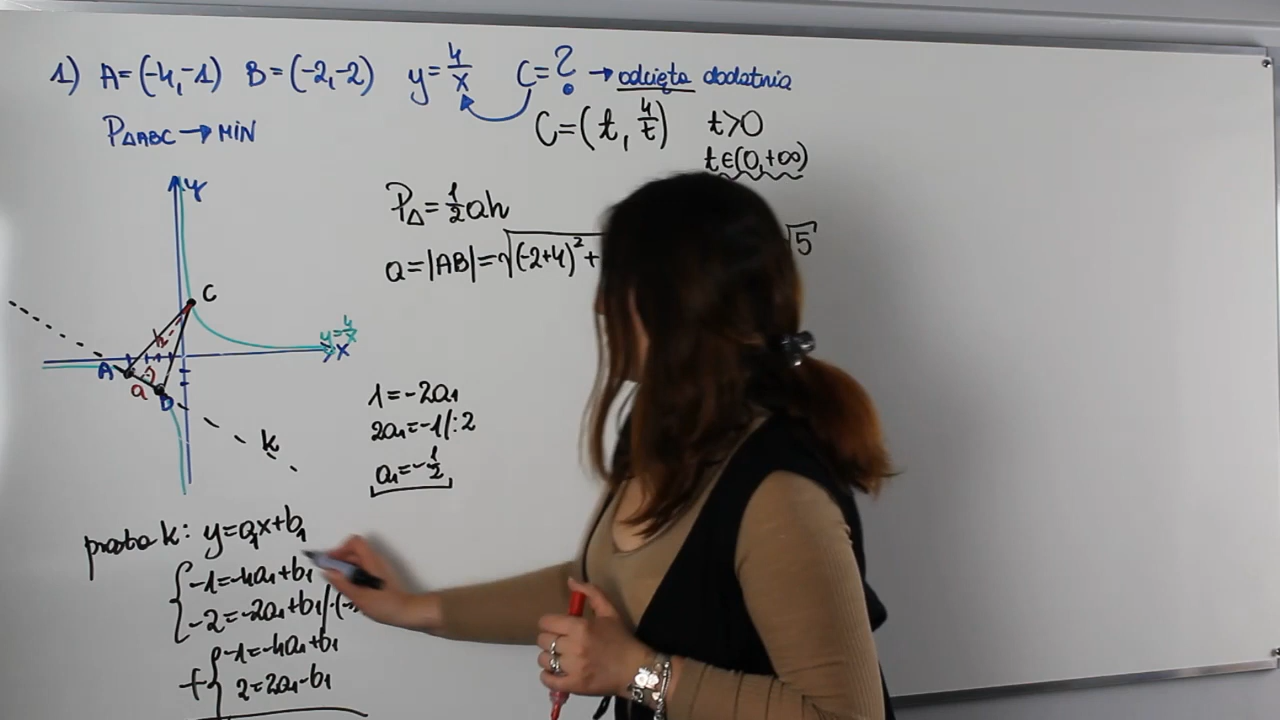 1) A=(-4,-1) B=(-2,-2) y=4/x C=? → odcięta dodatnia
P△ABC → MIN
C=(t, 4/t) t>0
t∈(0,+∞)
P△=1/2ah
a=|AB|=√(-2+4)²+
√5
y
C
h
y=4/x
x
A
a
B
k
1=-2a₁
2a₁=-1/:2
a₁=-1/2
prosta k: y=a₁x+b₁
-1=-4a₁+b₁
-2=-2a₁+b₁/·(-
+ -1=-4a₁+b₁
2=2a₁-b₁